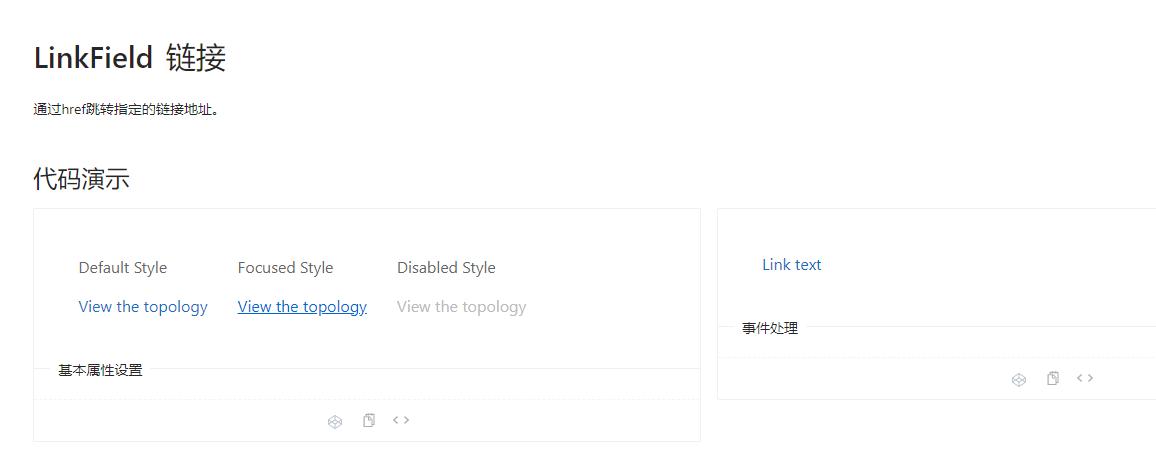 LinkField 链接
通过href跳转指定的链接地址。
代码演示
Default Style Focused Style Disabled Style
View the topology View the topology View the topology
基本属性设置
Link text
事件处理